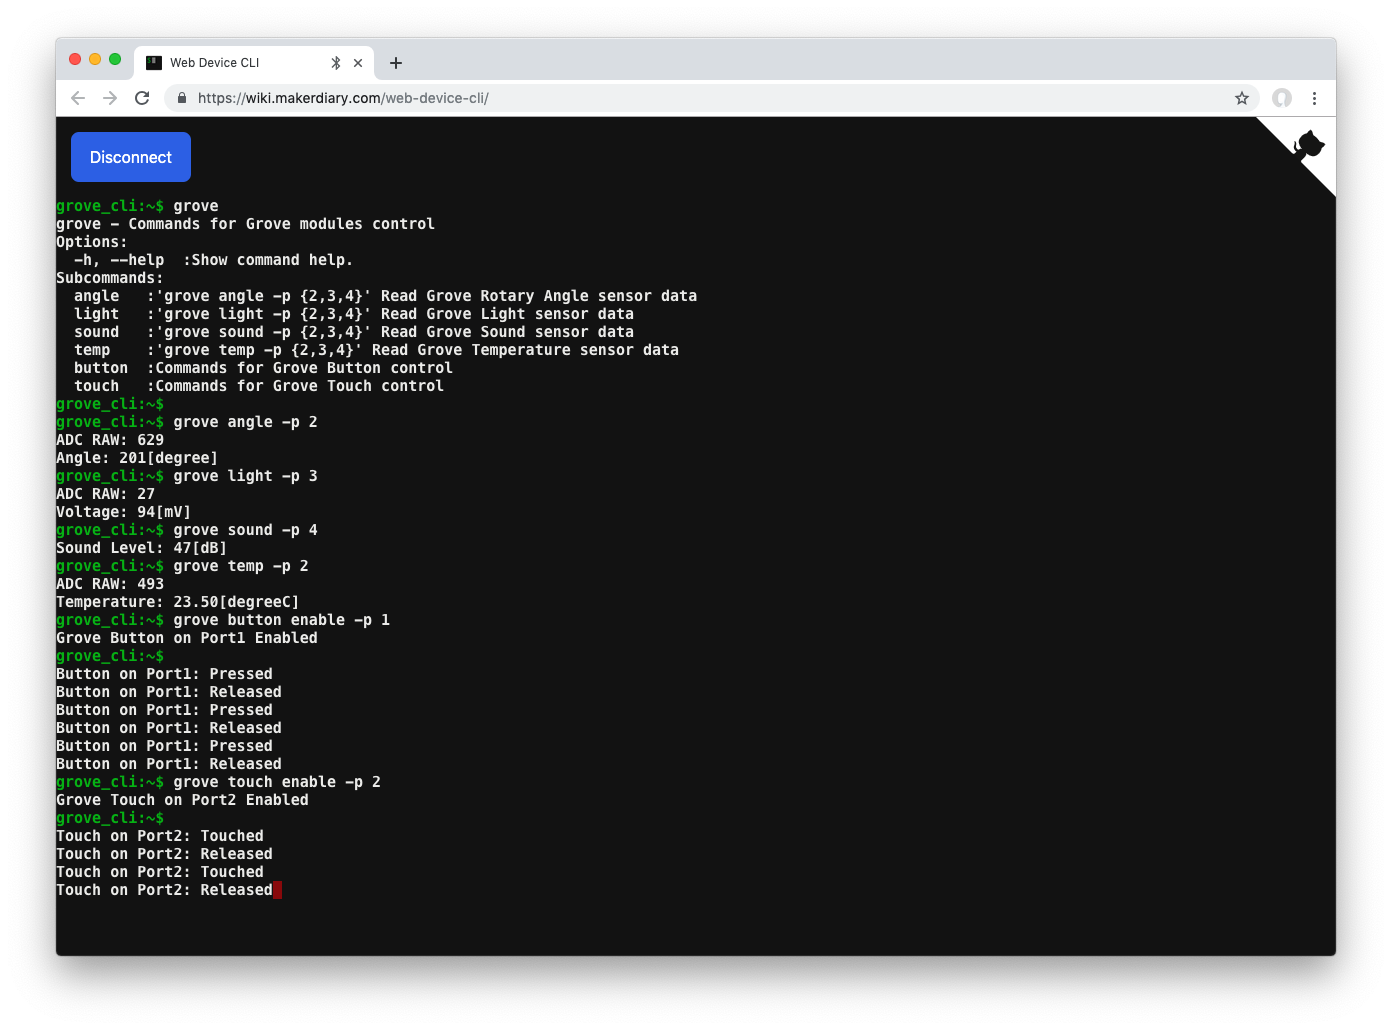 Web Device CLI
https://wiki.makerdiary.com/web-device-cli/
Disconnect
grove_cli:~$ grove
grove - Commands for Grove modules control
Options:
  -h, --help  :Show command help.
Subcommands:
  angle   :'grove angle -p {2,3,4}' Read Grove Rotary Angle sensor data
  light   :'grove light -p {2,3,4}' Read Grove Light sensor data
  sound   :'grove sound -p {2,3,4}' Read Grove Sound sensor data
  temp    :'grove temp -p {2,3,4}' Read Grove Temperature sensor data
  button  :Commands for Grove Button control
  touch   :Commands for Grove Touch control
grove_cli:~$
grove_cli:~$ grove angle -p 2
ADC RAW: 629
Angle: 201[degree]
grove_cli:~$ grove light -p 3
ADC RAW: 27
Voltage: 94[mV]
grove_cli:~$ grove sound -p 4
Sound Level: 47[dB]
grove_cli:~$ grove temp -p 2
ADC RAW: 493
Temperature: 23.50[degreeC]
grove_cli:~$ grove button enable -p 1
Grove Button on Port1 Enabled
grove_cli:~$
Button on Port1: Pressed
Button on Port1: Released
Button on Port1: Pressed
Button on Port1: Released
Button on Port1: Pressed
Button on Port1: Released
grove_cli:~$ grove touch enable -p 2
Grove Touch on Port2 Enabled
grove_cli:~$
Touch on Port2: Touched
Touch on Port2: Released
Touch on Port2: Touched
Touch on Port2: Released